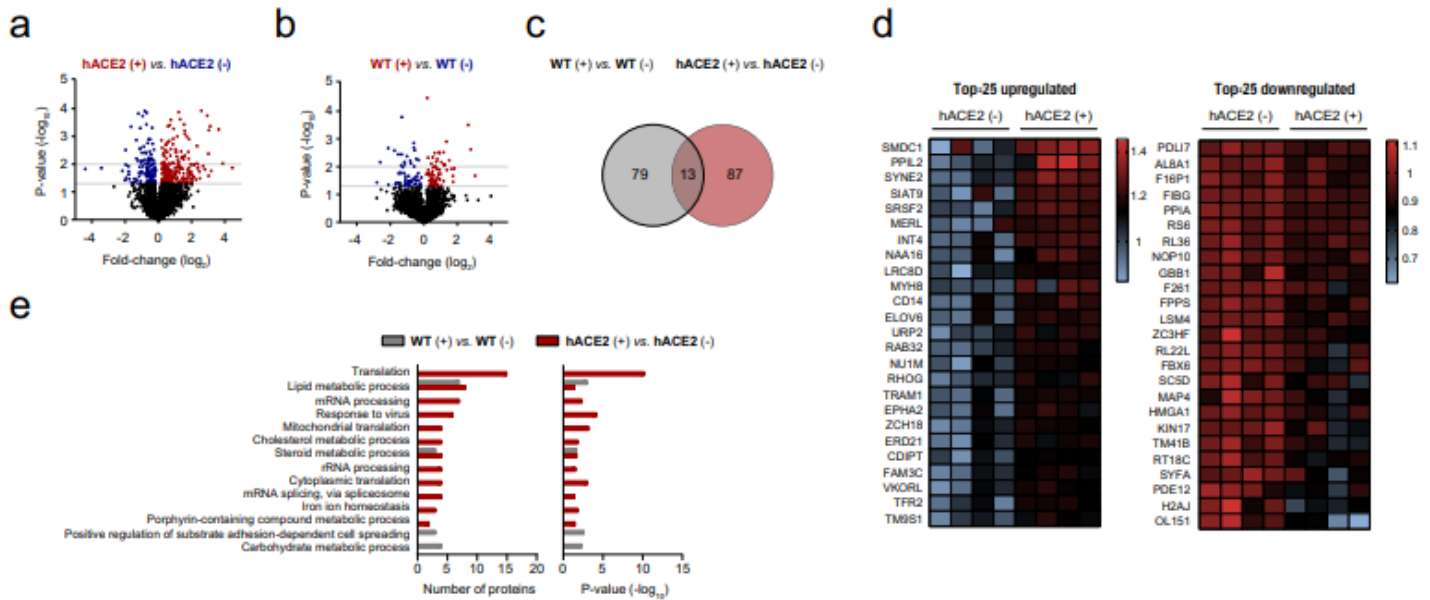 a
hACE2 (+) vs. hACE2 (-)
P-value (-log10)
5
4
3
2
1
0
-4 -2 0 2 4
Fold-change (log2)
b
WT (+) vs. WT (-)
P-value (-log10)
5
4
3
2
1
0
-4 -2 0 2 4
Fold-change (log2)
c
WT (+) vs. WT (-) hACE2 (+) vs. hACE2 (-)
79 13 87
d
Top-25 upregulated
hACE2 (-) hACE2 (+)
SMDC1
PPIL2
SYNE2
SIAT9
SRSF2
MERL
INT4
NAA16
LRC8D
MYH8
CD14
ELOV6
URP2
RAB32
NU1M
RHOG
TRAM1
EPHA2
ZCH18
ERD21
CDIPT
FAM3C
VKORL
TFR2
TM9S1
1.4
1.2
1
Top-25 downregulated
hACE2 (-) hACE2 (+)
PDLI7
AL8A1
F16P1
FIBG
PPIA
RS6
RL36
NOP10
GBB1
F261
FPPS
LSM4
ZC3HF
RL22L
FBX6
SC5D
MAP4
HMGA1
KIN17
TM41B
RT18C
SYFA
PDE12
H2AJ
OL151
1.1
1
0.9
0.8
0.7
e
WT (+) vs. WT (-) hACE2 (+) vs. hACE2 (-)
Translation
Lipid metabolic process
mRNA processing
Response to virus
Mitochondrial translation
Cholesterol metabolic process
Steroid metabolic process
rRNA processing
Cytoplasmic translation
mRNA splicing, via spliceosome
Iron ion homeostasis
Porphyrin-containing compound metabolic process
Positive regulation of substrate adhesion-dependent cell spreading
Carbohydrate metabolic process
0 5 10 15 20
Number of proteins
0 5 10 15
P-value (-log10)